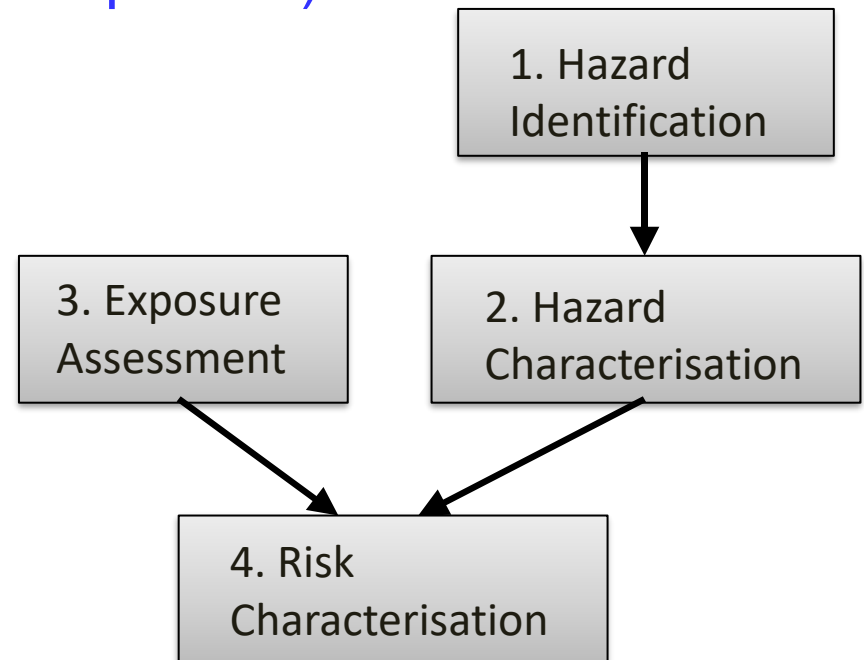 1. Hazard
Identification
3. Exposure
Assessment
2. Hazard
Characterisation
4. Risk
Characterisation